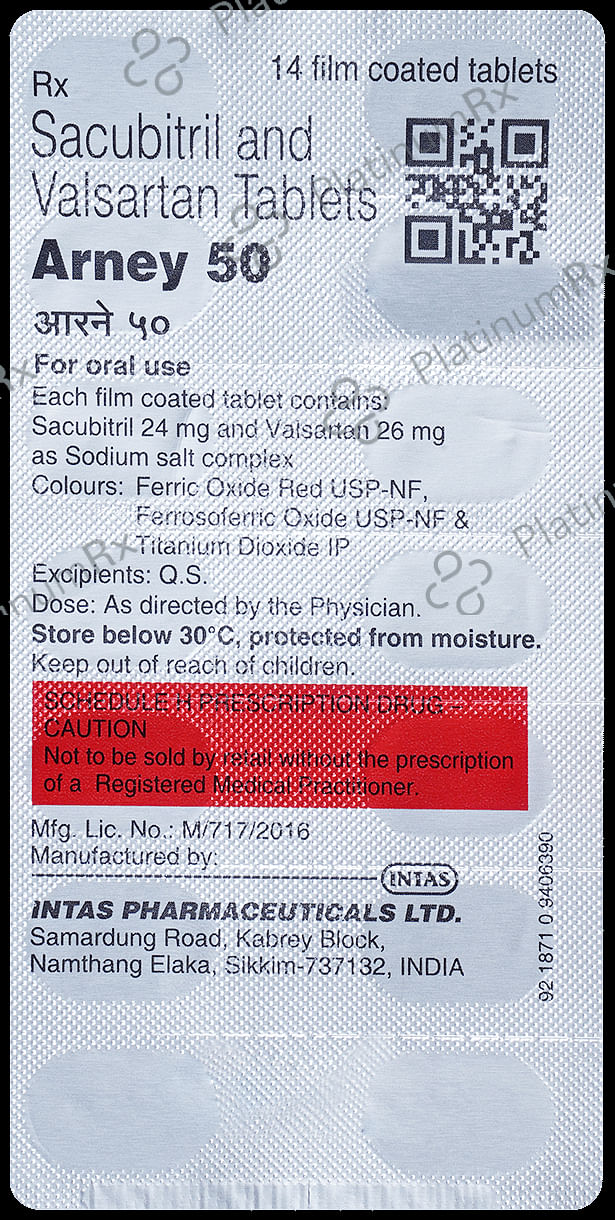 14 film coated tablets
Rx
Sacubitril and
Valsartan Tablets
Arney 50
आरने ५०
For oral use
Each film coated tablet contains:
Sacubitril 24 mg and Valsartan 26 mg
as Sodium salt complex
Colours: Ferric Oxide Red USP-NF,
Ferrosoferric Oxide USP-NF &
Titanium Dioxide IP
Excipients: Q.S.
Dose: As directed by the Physician.
Store below 30°C, protected from moisture.
Keep out of reach of children.
SCHEDULE H PRESCRIPTION DRUG –
CAUTION
Not to be sold by retail without the prescription
of a Registered Medical Practitioner.
Mfg. Lic. No.: M/717/2016
Manufactured by:
INTAS
INTAS PHARMACEUTICALS LTD.
Samardung Road, Kabrey Block,
Namthang Elaka, Sikkim-737132, INDIA
92 1871 0 9406390
PlatinumRx
PlatinumRx
PlatinumRx
PlatinumRx